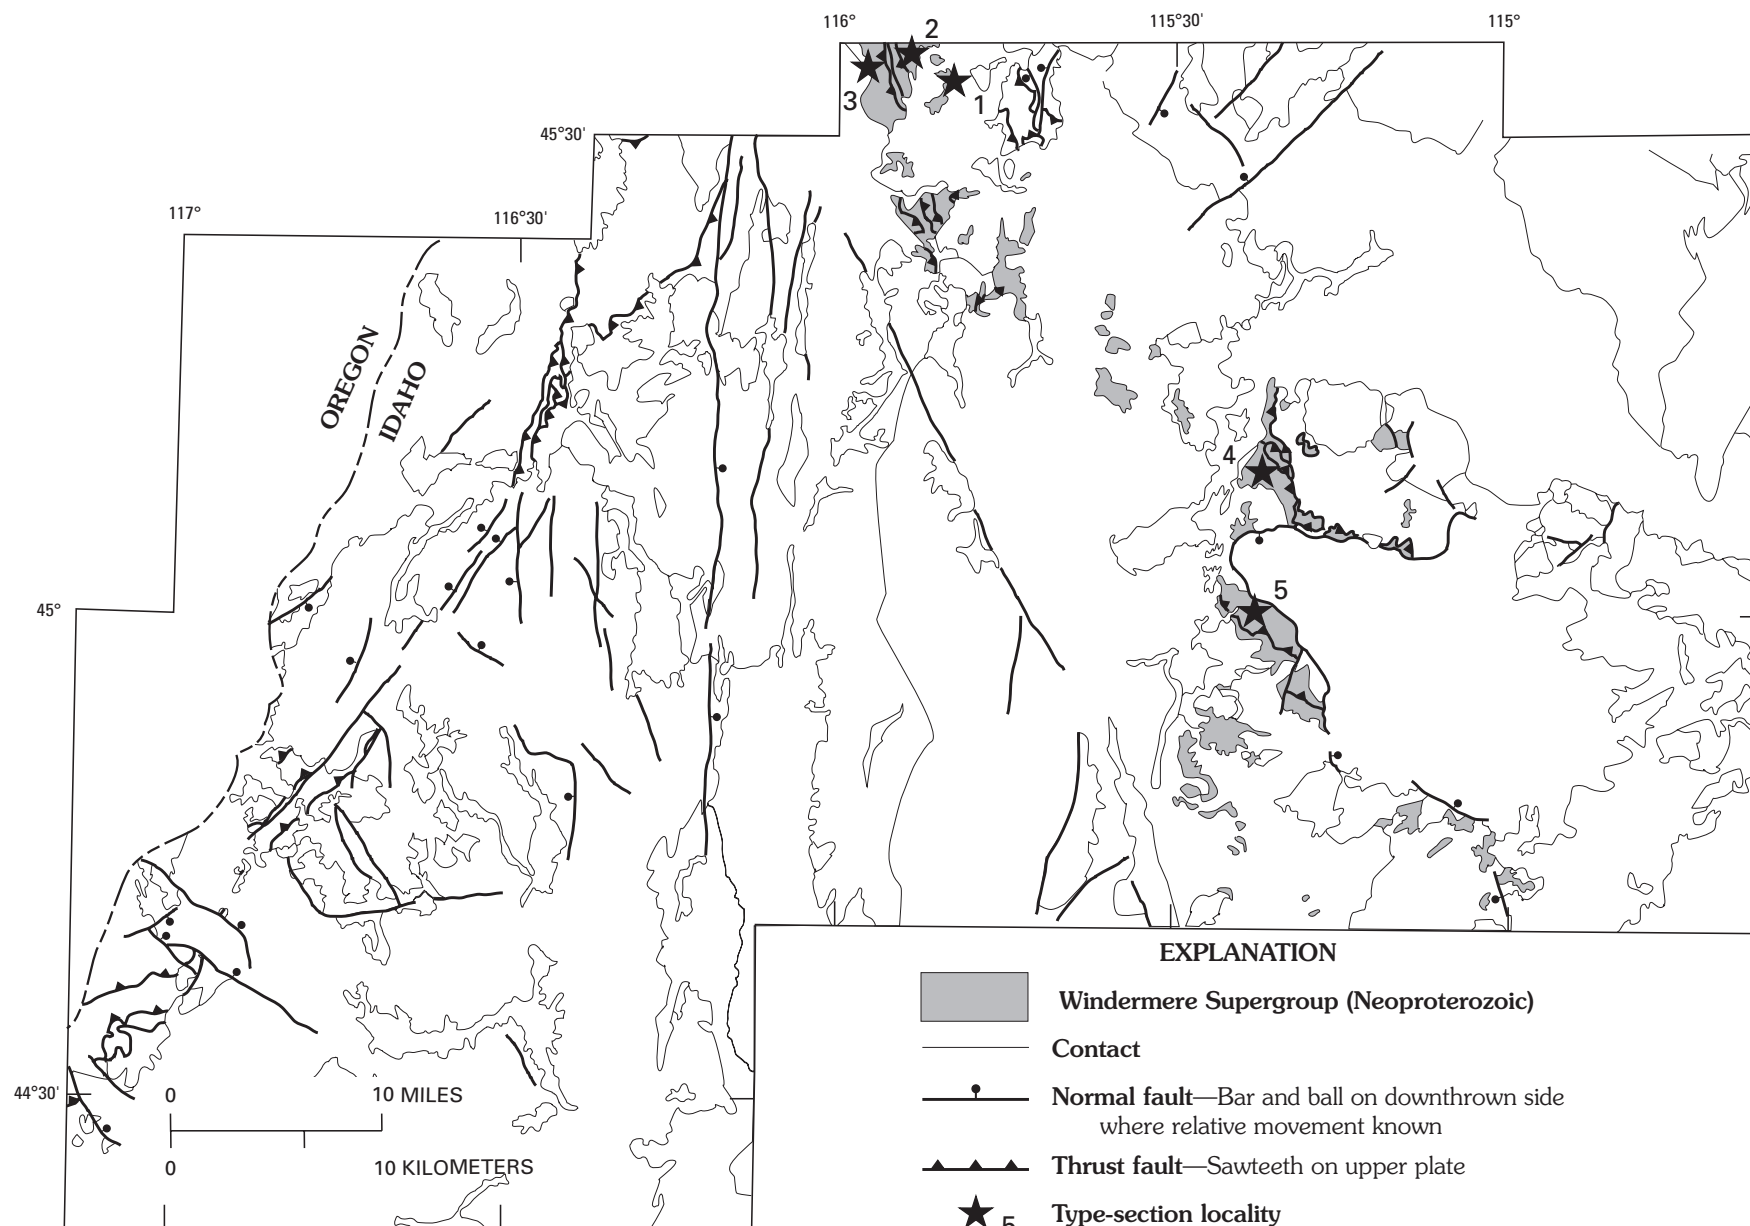 116°
115°30'
115°
2
3
1
45°30'
117°
116°30'
OREGON
IDAHO
4
45°
5
EXPLANATION
Windermere Supergroup (Neoproterozoic)
Contact
44°30'
0
10 MILES
Normal fault—Bar and ball on downthrown side
where relative movement known
0
10 KILOMETERS
Thrust fault—Sawteeth on upper plate
5
Type-section locality